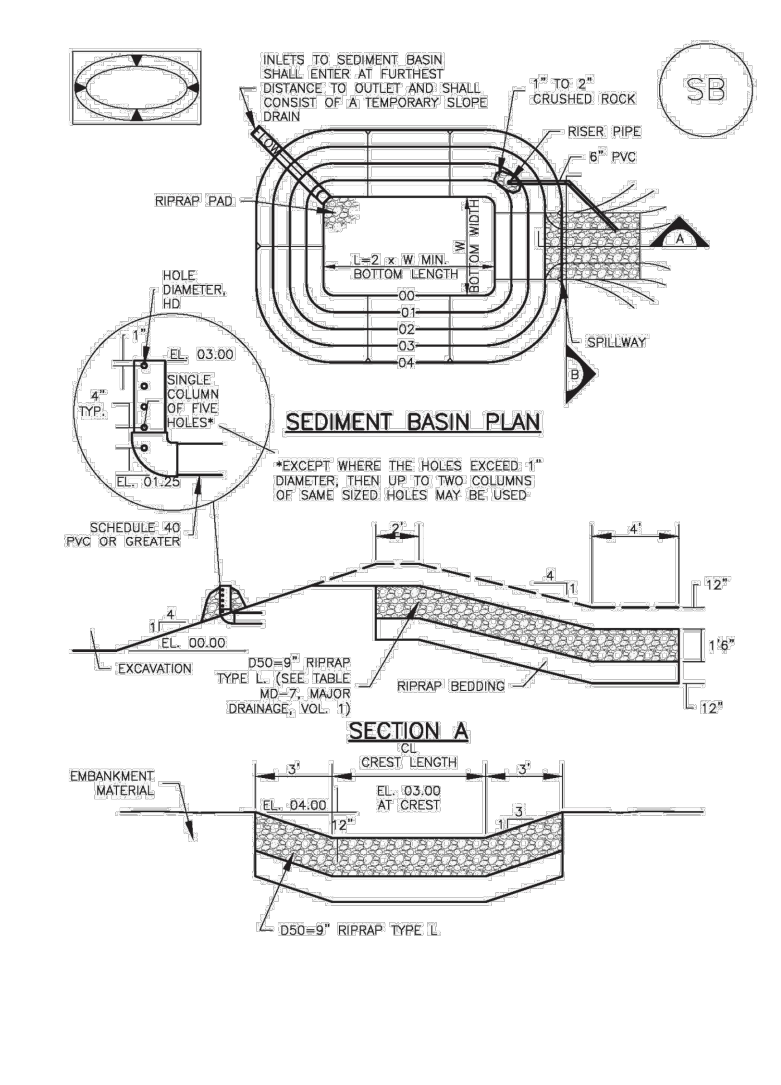 INLETS TO SEDIMENT BASIN
SHALL ENTER AT FURTHEST
DISTANCE TO OUTLET AND SHALL
CONSIST OF A TEMPORARY SLOPE
DRAIN
1" TO 2"
CRUSHED ROCK
SB
RISER PIPE
6" PVC
FLOW
RIPRAP PAD
A
W
BOTTOM WIDTH
L=2 x W MIN.
BOTTOM LENGTH
00
01
02
03
04
SPILLWAY
B
HOLE
DIAMETER,
HD
1"
EL. 03.00
4"
TYP.
SINGLE
COLUMN
OF FIVE
HOLES*
EL. 01.25
SEDIMENT BASIN PLAN
*EXCEPT WHERE THE HOLES EXCEED 1"
DIAMETER, THEN UP TO TWO COLUMNS
OF SAME SIZED HOLES MAY BE USED
SCHEDULE 40
PVC OR GREATER
2'
4'
4
1
12"
4
1
EL. 00.00
EXCAVATION
1'6"
D50=9" RIPRAP
TYPE L. (SEE TABLE
MD-7, MAJOR
DRAINAGE, VOL. 1)
RIPRAP BEDDING
12"
SECTION A
CL
CREST LENGTH
3'
3'
EMBANKMENT
MATERIAL
EL. 04.00
EL. 03.00
AT CREST
12"
3
1
D50=9" RIPRAP TYPE L